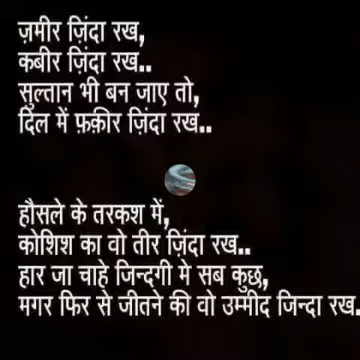 ज़मीर ज़िंदा रख,
कबीर ज़िंदा रख..
सुल्तान भी बन जाए तो,
दिल में फ़क़ीर ज़िंदा रख..
हौसले के तरकश में,
कोशिश का वो तीर ज़िंदा रख..
हार जा चाहे जिन्दगी मे सब कुछ,
मगर फिर से जीतने की वो उम्मीद जिन्दा रख.